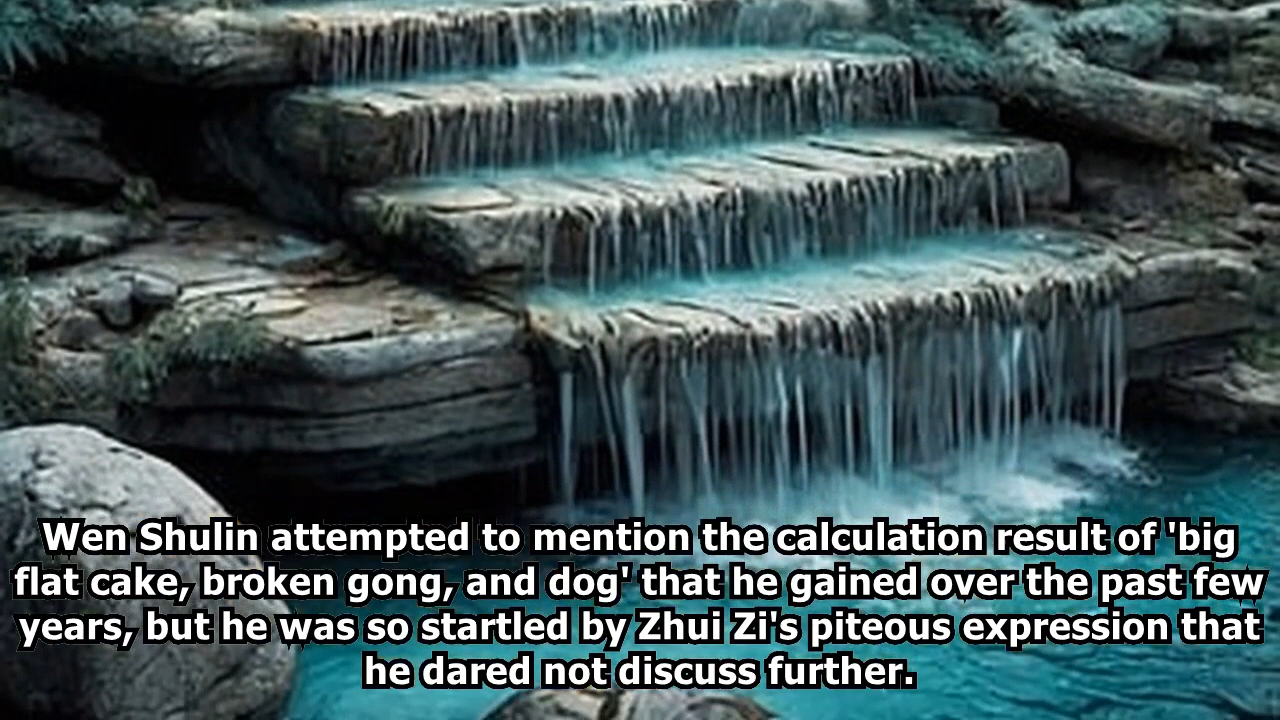 Wen Shulin attempted to mention the calculation result of 'big
flat cake, broken gong, and dog' that he gained over the past few
years, but he was so startled by Zhui Zi's piteous expression that
he dared not discuss further.